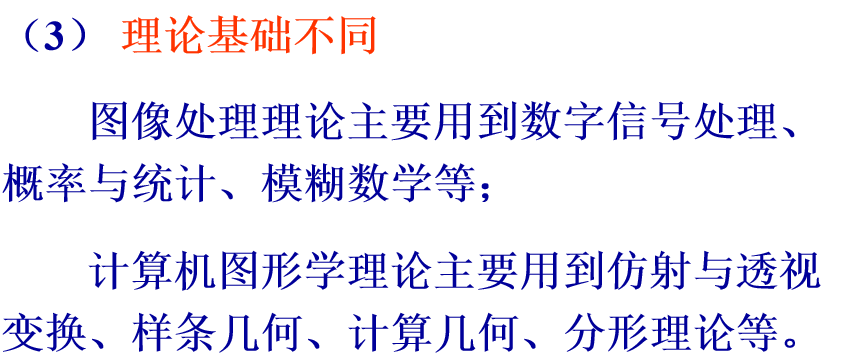 （3） 理论基础不同
图像处理理论主要用到数字信号处理、
概率与统计、模糊数学等；
计算机图形学理论主要用到仿射与透视
变换、样条几何、计算几何、分形理论等。